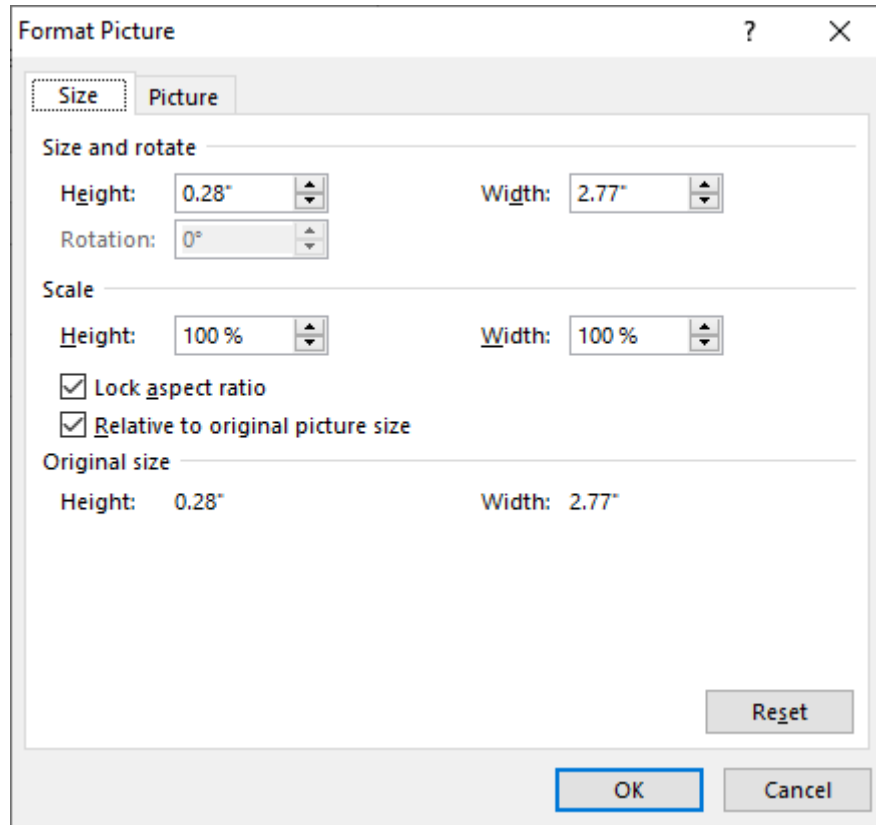 Format Picture ? ×
Size Picture
Size and rotate
Height: 0.28" Width: 2.77"
Rotation: 0°
Scale
Height: 100 % Width: 100 %
Lock aspect ratio
Relative to original picture size
Original size
Height: 0.28" Width: 2.77"
Reset
OK Cancel